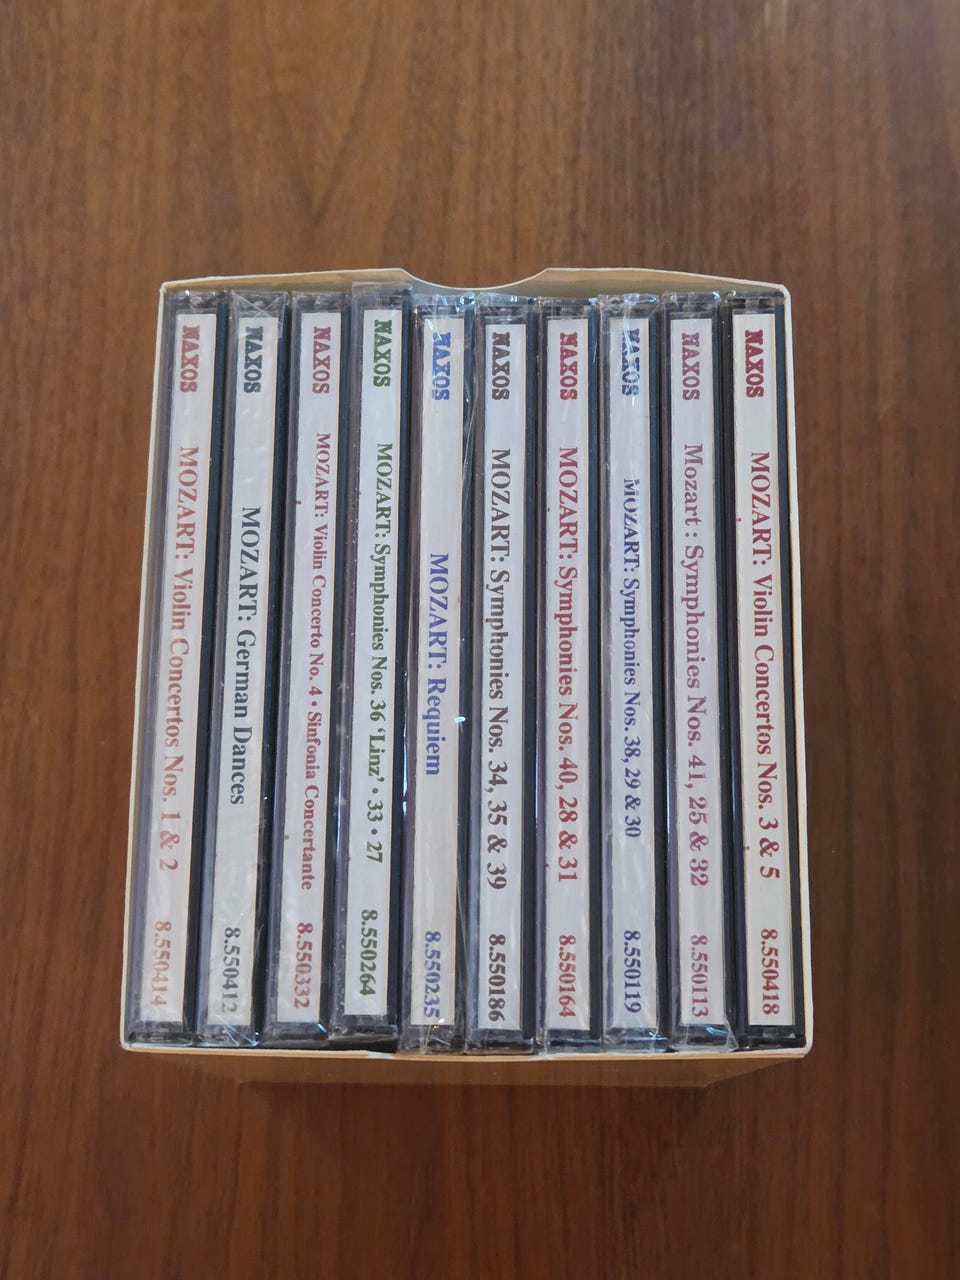 NAXOS MOZART: Violin Concertos Nos. 1 & 2 8.550414
NAXOS MOZART: German Dances 8.550412
NAXOS MOZART: Violin Concerto No. 4 • Sinfonia Concertante 8.550332
NAXOS MOZART: Symphonies Nos. 36 ‘Linz’ • 33 • 27 8.550264
NAXOS MOZART: Requiem 8.550235
NAXOS MOZART: Symphonies Nos. 34, 35 & 39 8.550186
NAXOS MOZART: Symphonies Nos. 40, 28 & 31 8.550164
NAXOS MOZART: Symphonies Nos. 38, 29 & 30 8.550119
NAXOS Mozart : Symphonies Nos. 41, 25 & 32 8.550113
NAXOS MOZART: Violin Concertos Nos. 3 & 5 8.550418